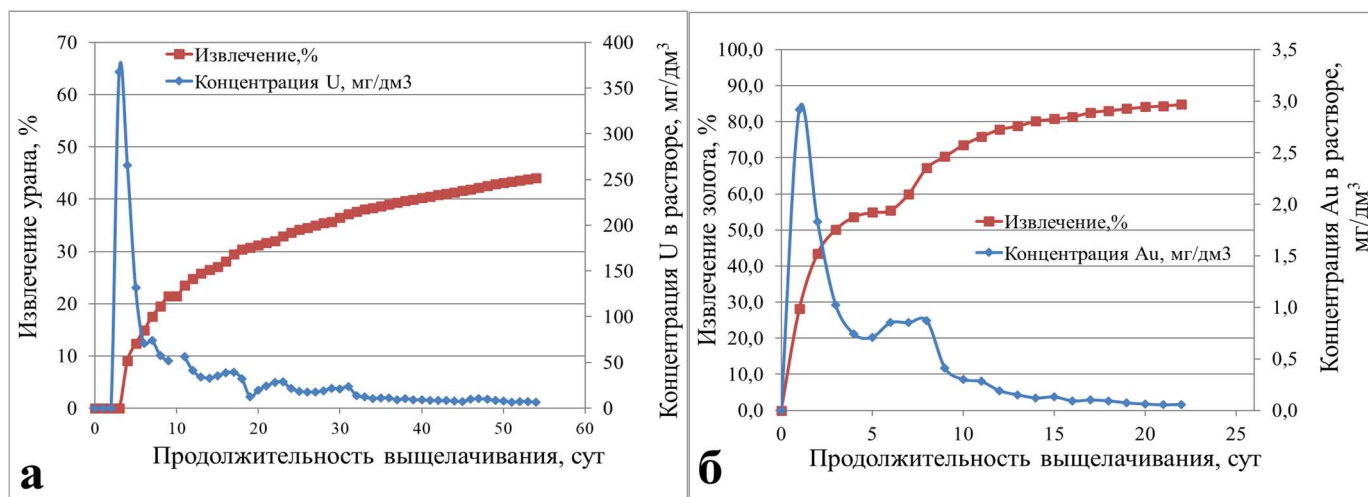 70
60
50
40
30
20
10
0
400
350
300
250
200
150
100
50
0
0 10 20 30 40 50 60
Извлечение урана, %
Извлечение,%
Концентрация U, мг/дм3
Концентрация U в растворе, мг/дм³
Продолжительность выщелачивания, сут
а
100,0
90,0
80,0
70,0
60,0
50,0
40,0
30,0
20,0
10,0
0,0
3,5
3,0
2,5
2,0
1,5
1,0
0,5
0,0
0 5 10 15 20 25
Извлечение золота, %
Извлечение,%
Концентрация Au, мг/дм3
Концентрация Au в растворе,
мг/дм³
Продолжительность выщелачивания, сут
б